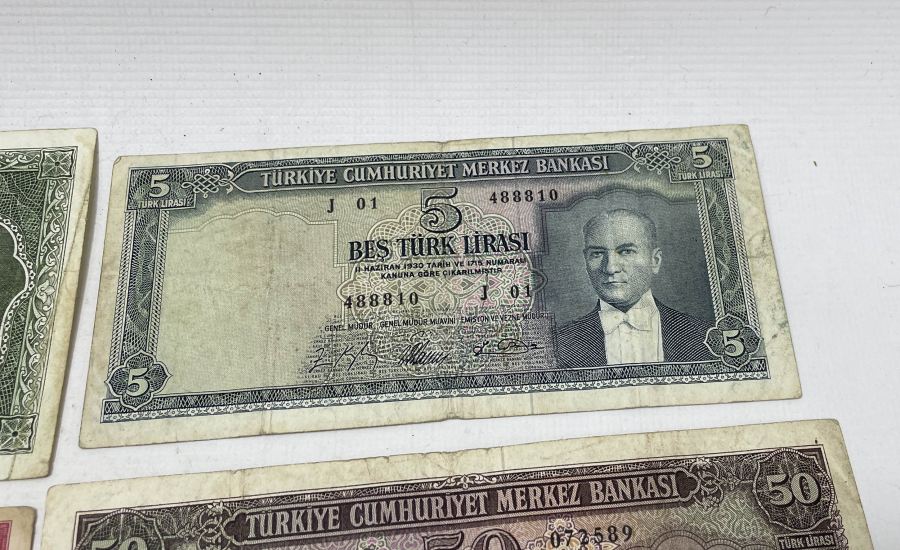 TÜRKİYE CUMHURİYET MERKEZ BANKASI
5 5
TÜRK LİRASI TÜRK LİRASI
J 01 5 488810
BEŞ TÜRK LİRASI
11 HAZİRAN 1930 TARİH VE 1715 NUMARALI
KANUNA GÖRE ÇIKARILMIŞTIR
488810 J 01
GENEL MÜDÜR GENEL MÜDÜR MUAVİNİ EMİSYON VE VEZNE MÜDÜRÜ
5 5
TÜRKİYE CUMHURİYET MERKEZ BANKASI
50 50 50
072589
TÜRK LİRASI